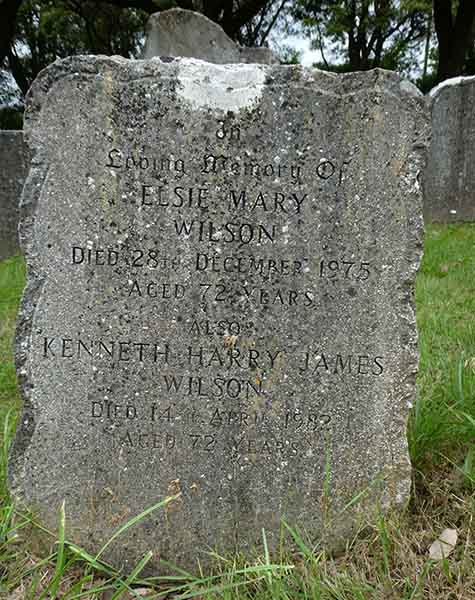 In
Loving Memory Of
ELSIE MARY
WILSON
DIED 28TH DECEMBER 1975
AGED 72 YEARS
ALSO
KENNETH HARRY JAMES
WILSON
DIED 14TH APRIL 1982
AGED 72 YEARS